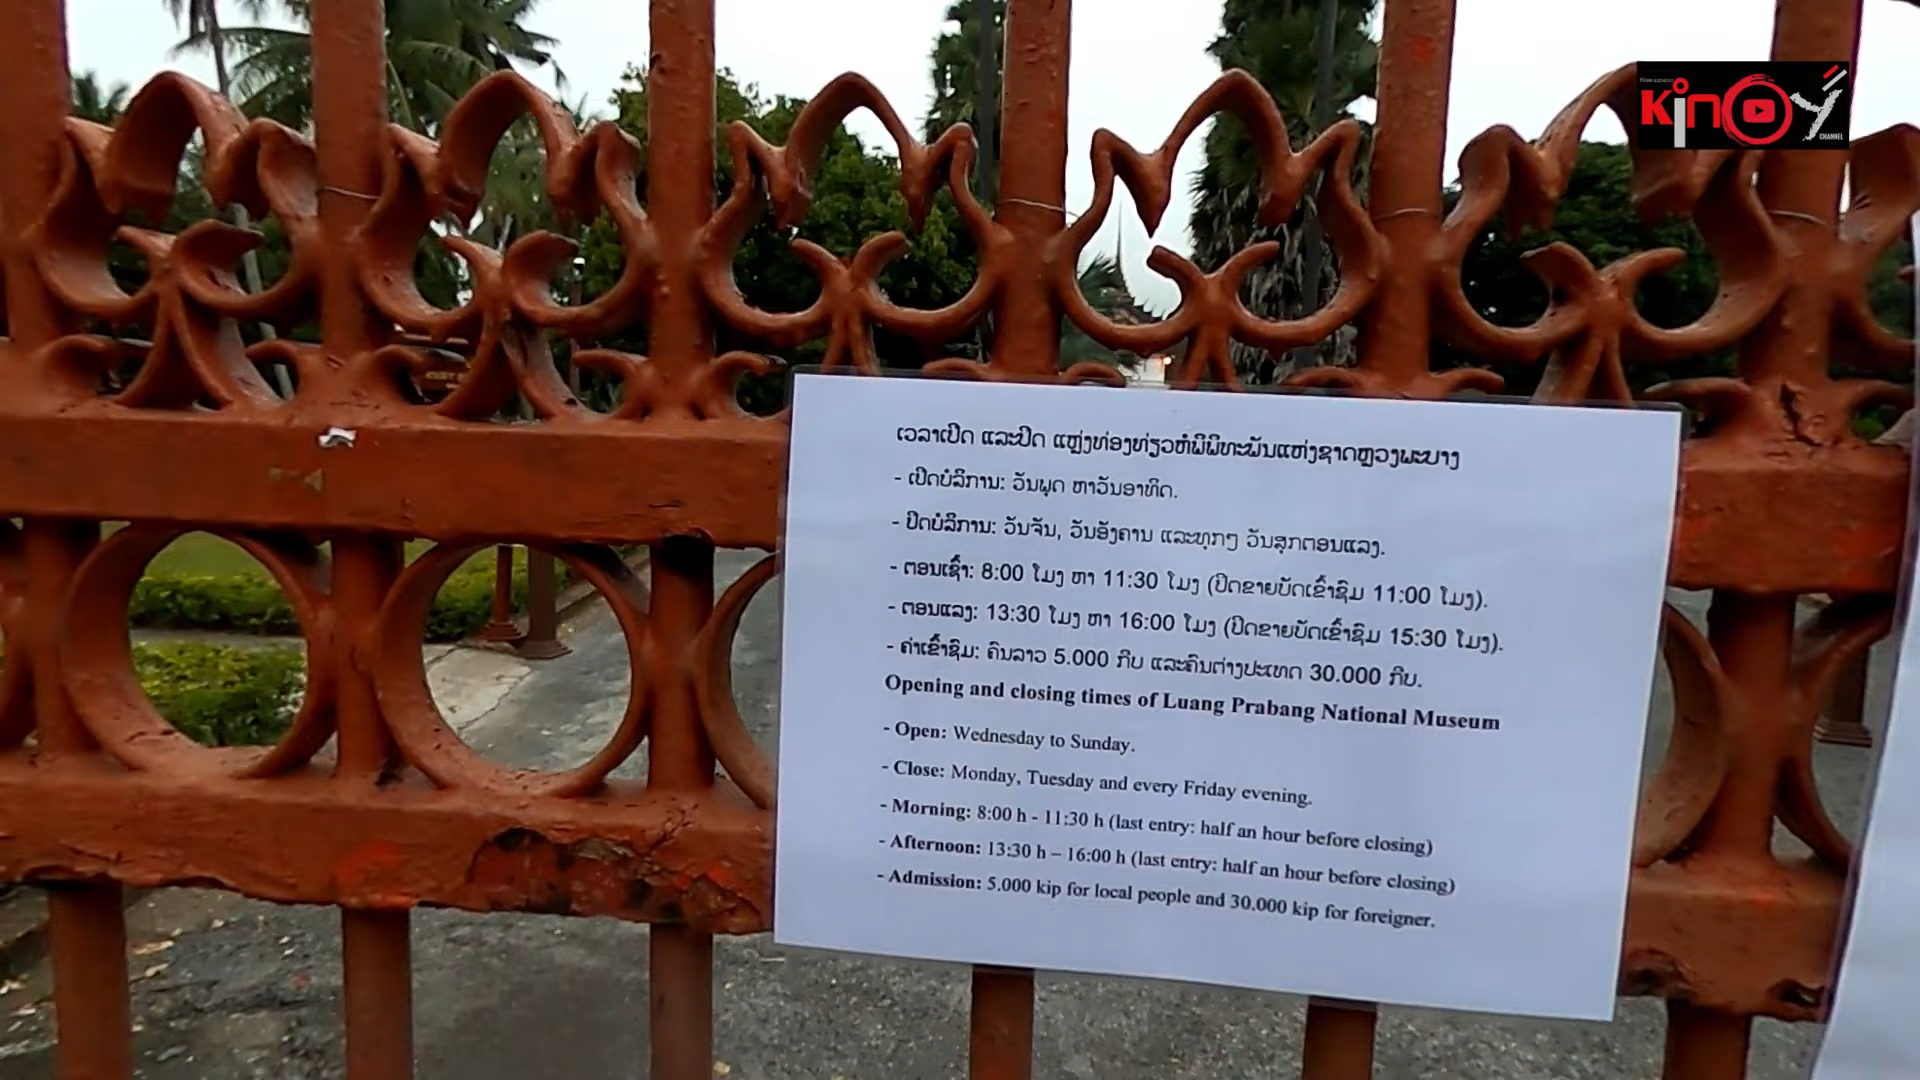 KINOY
CHANNEL
ເວລາເປີດ ແລະປິດ ແຫຼ່ງທ່ອງທ່ຽວຫໍພິພິທະພັນແຫ່ງຊາດຫຼວງພະບາງ
- ເປີດບໍລິການ: ວັນພຸດ ຫາວັນອາທິດ.
- ປິດບໍລິການ: ວັນຈັນ, ວັນອັງຄານ ແລະທຸກໆ ວັນສຸກຕອນແລງ.
- ຕອນເຊົ້າ: 8:00 ໂມງ ຫາ 11:30 ໂມງ (ປິດຂາຍບັດເຂົ້າຊົມ 11:00 ໂມງ).
- ຕອນແລງ: 13:30 ໂມງ ຫາ 16:00 ໂມງ (ປິດຂາຍບັດເຂົ້າຊົມ 15:30 ໂມງ).
- ຄ່າເຂົ້າຊົມ: ຄົນລາວ 5.000 ກີບ ແລະຄົນຕ່າງປະເທດ 30.000 ກີບ.
Opening and closing times of Luang Prabang National Museum
- Open: Wednesday to Sunday.
- Close: Monday, Tuesday and every Friday evening.
- Morning: 8:00 h - 11:30 h (last entry: half an hour before closing)
- Afternoon: 13:30 h – 16:00 h (last entry: half an hour before closing)
- Admission: 5.000 kip for local people and 30.000 kip for foreigner.